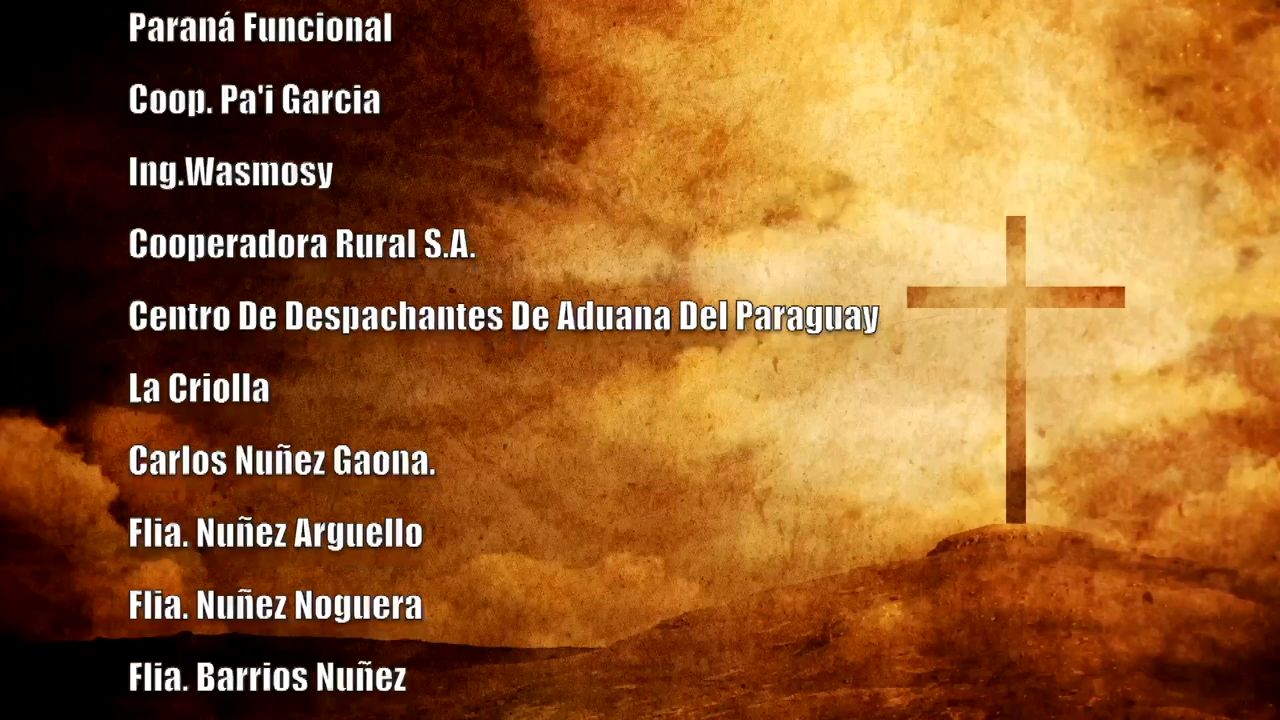 Paraná Funcional
Coop. Pa'i Garcia
Ing.Wasmosy
Cooperadora Rural S.A.
Centro De Despachantes De Aduana Del Paraguay
La Criolla
Carlos Nuñez Gaona.
Flia. Nuñez Arguello
Flia. Nuñez Noguera
Flia. Barrios Nuñez